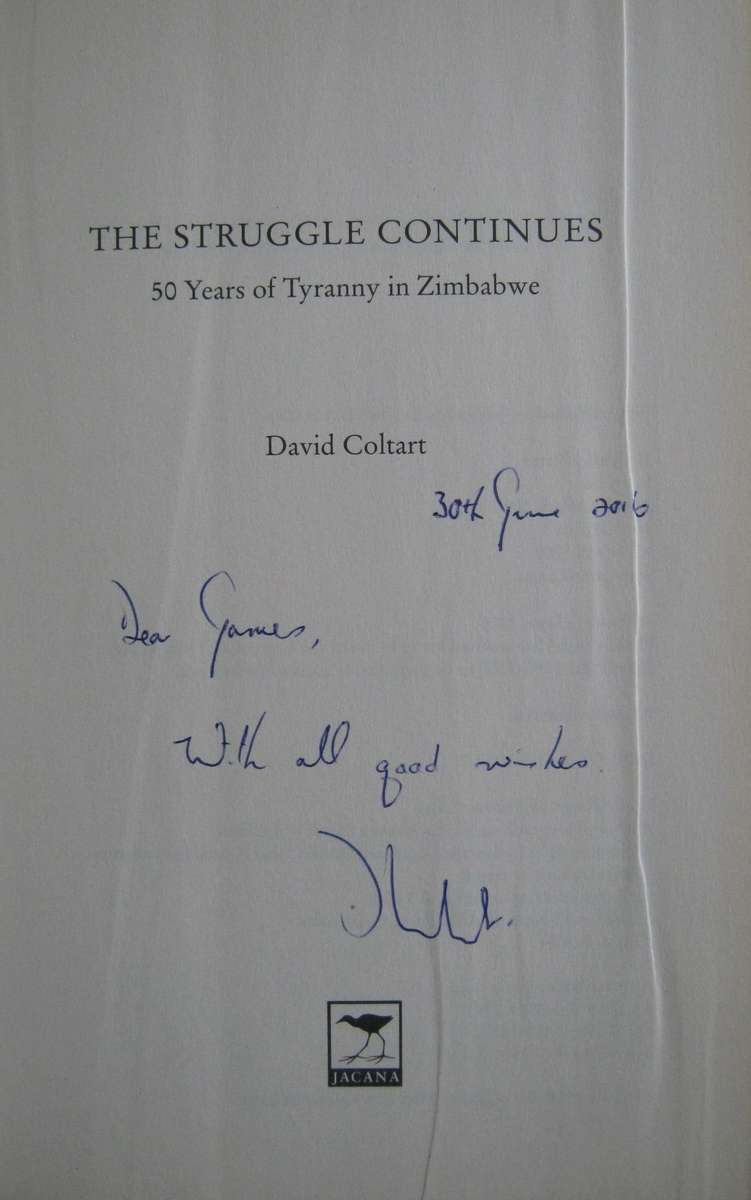 THE STRUGGLE CONTINUES
50 Years of Tyranny in Zimbabwe
David Coltart
30th June 2016
Dear James,
With all good wishes
JACANA